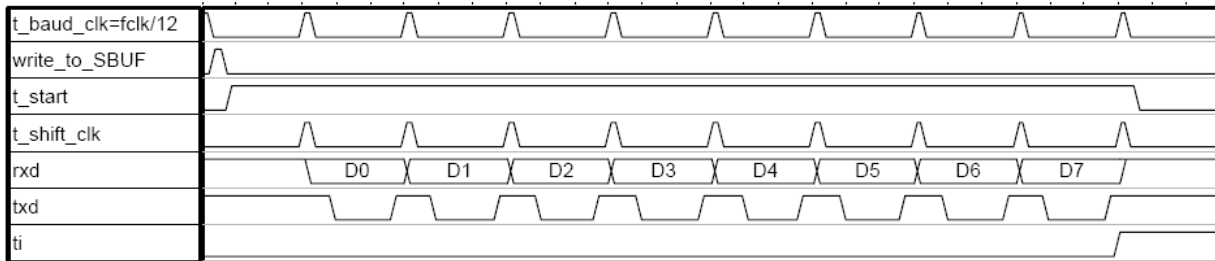 t_baud_clk=fclk/12
write_to_SBUF
t_start
t_shift_clk
rxd D0 D1 D2 D3 D4 D5 D6 D7
txd
ti